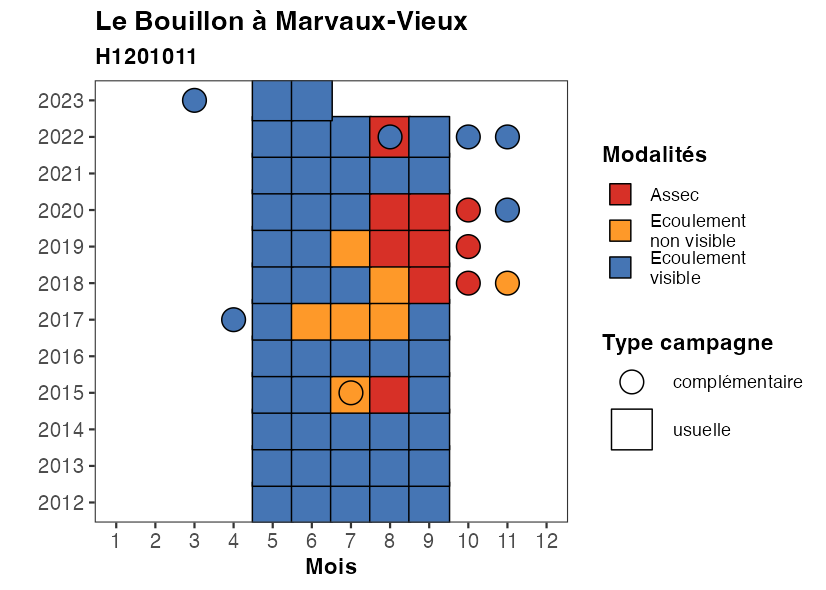 Le Bouillon à Marvaux-Vieux
H1201011
2023
2022
2021
2020
2019
2018
2017
2016
2015
2014
2013
2012
1 2 3 4 5 6 7 8 9 10 11 12
Mois
Modalités
Assec
Ecoulement
non visible
Ecoulement
visible
Type campagne
complémentaire
usuelle